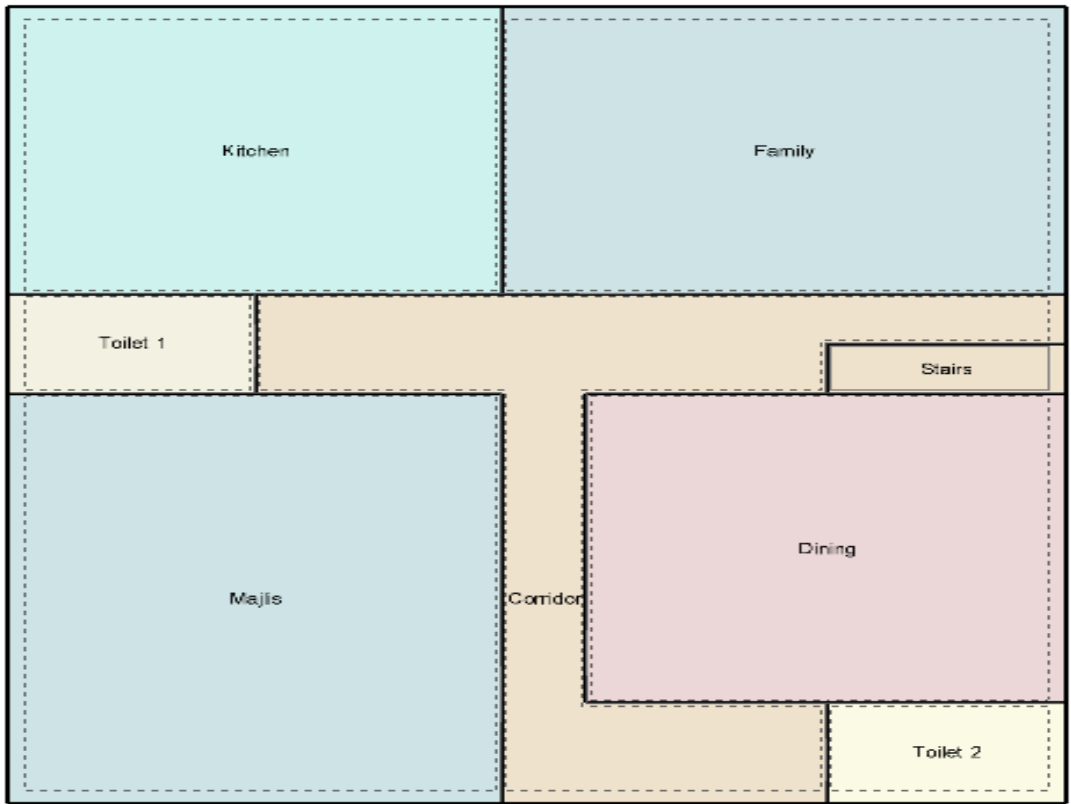 Kitchen
Family
Toilet 1
Stairs
Dining
Majlis
Corridor
Toilet 2